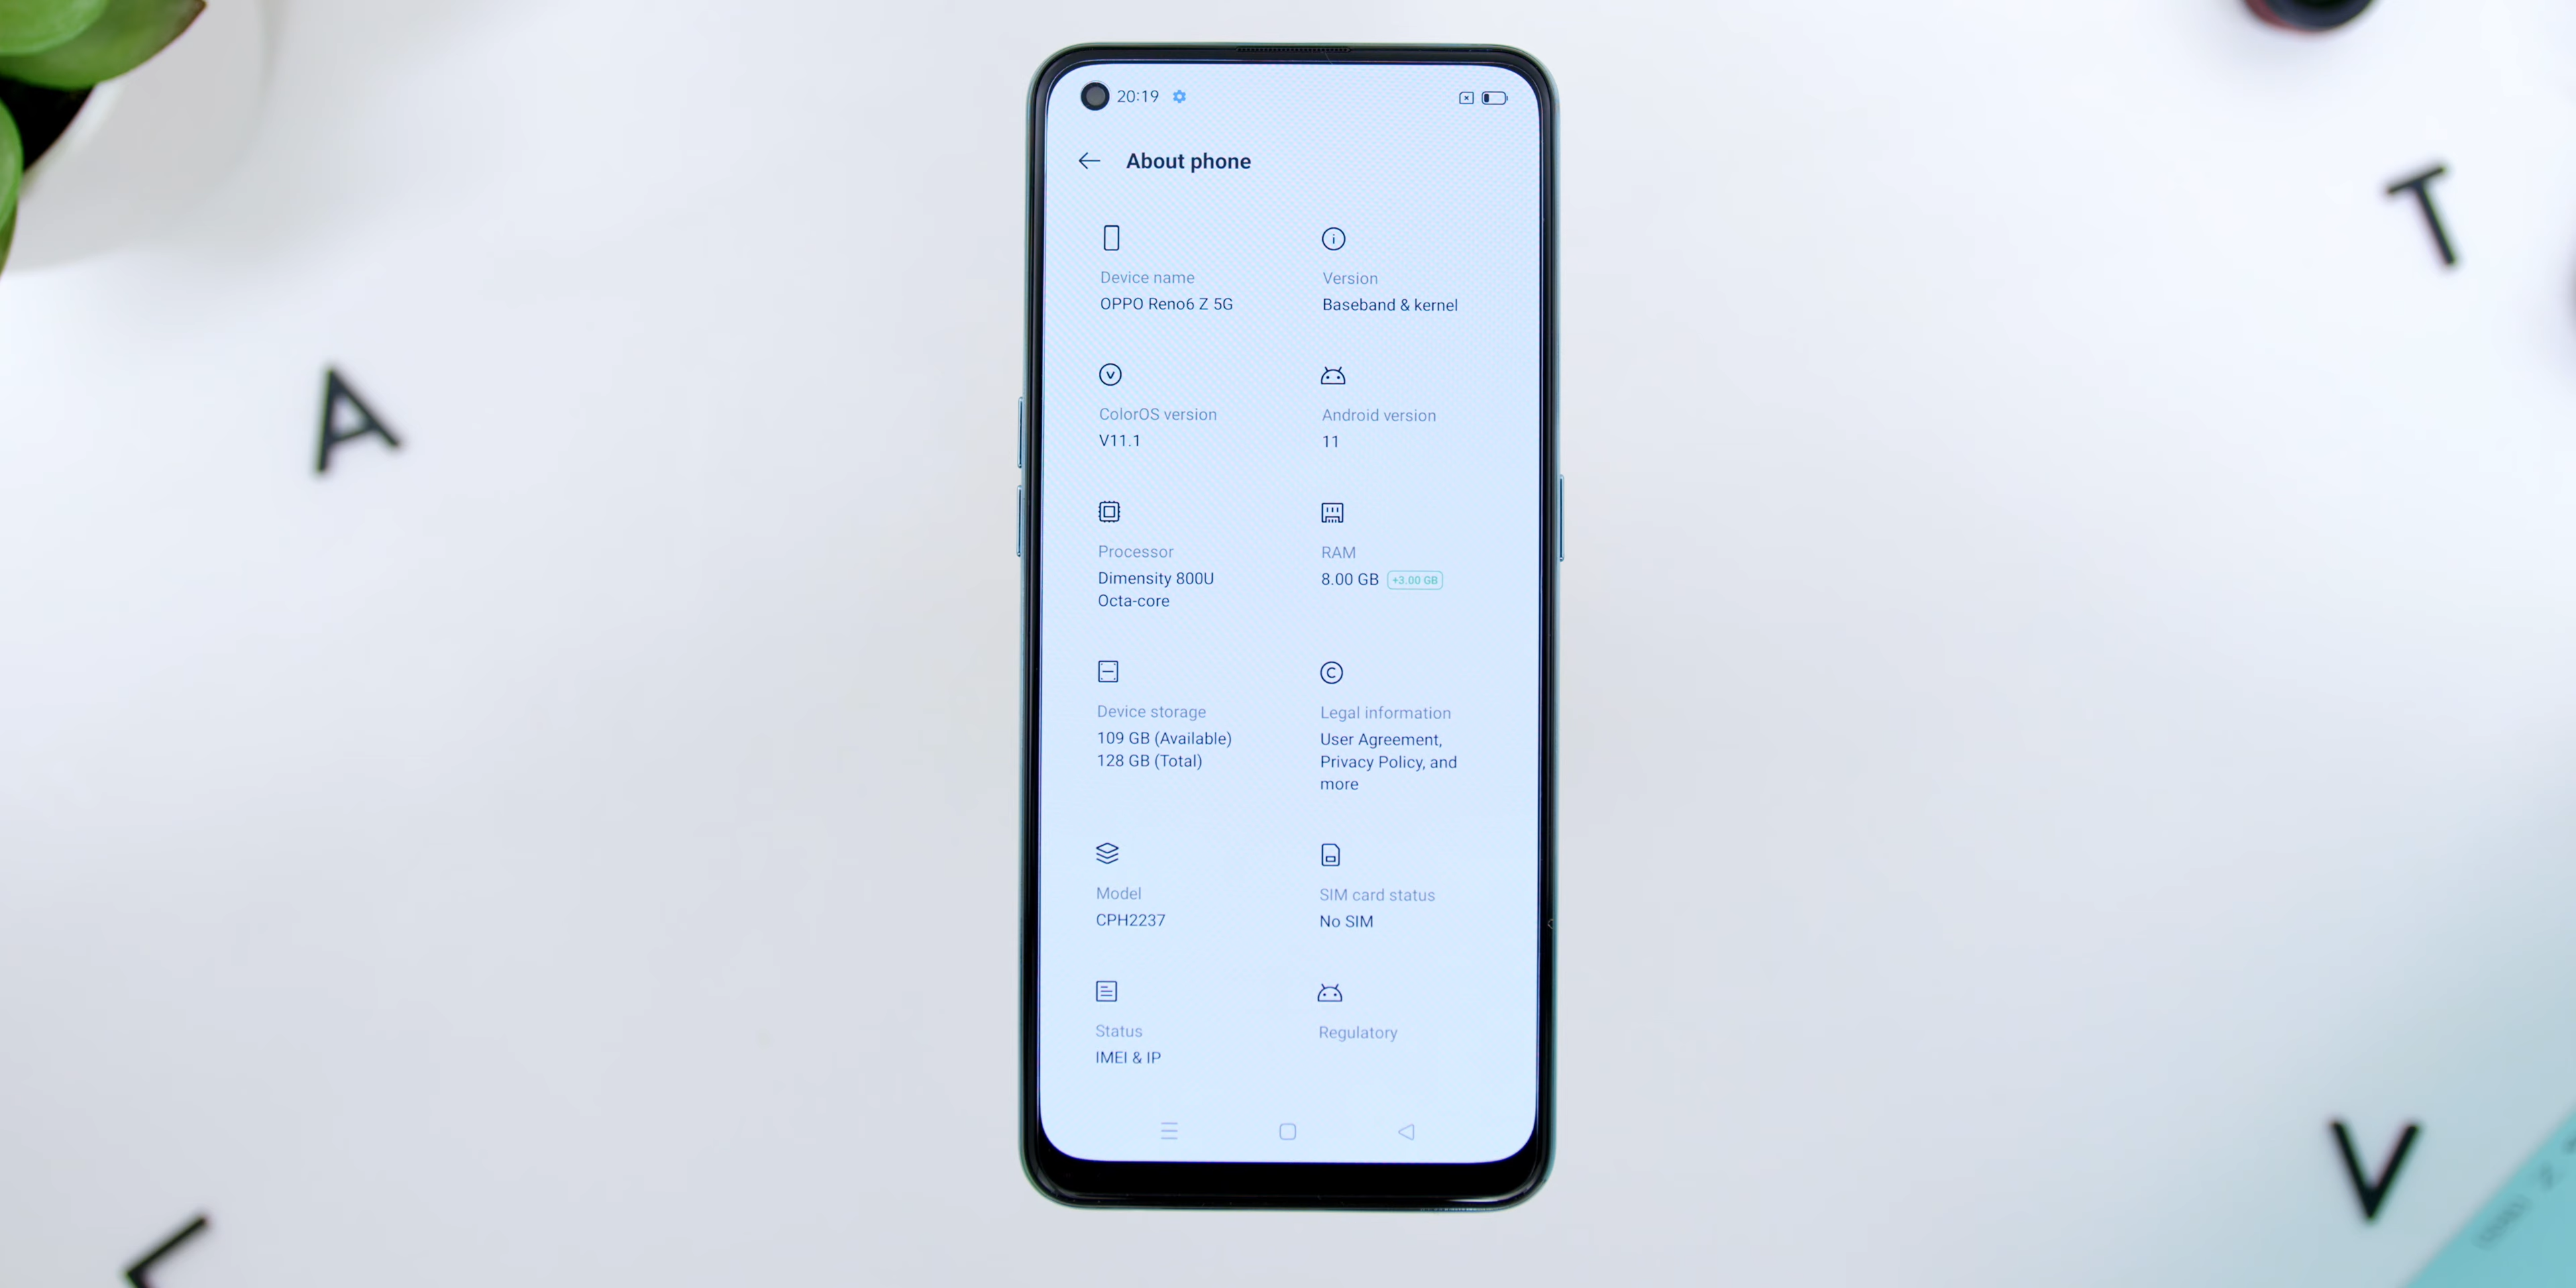 20:19
About phone
Device name
OPPO Reno6 Z 5G
Version
Baseband & kernel
ColorOS version
V11.1
Android version
11
Processor
Dimensity 800U
Octa-core
RAM
8.00 GB +3.00 GB
Device storage
109 GB (Available)
128 GB (Total)
Legal information
User Agreement,
Privacy Policy, and
more
Model
CPH2237
SIM card status
No SIM
Status
IMEI & IP
Regulatory
A
T
V